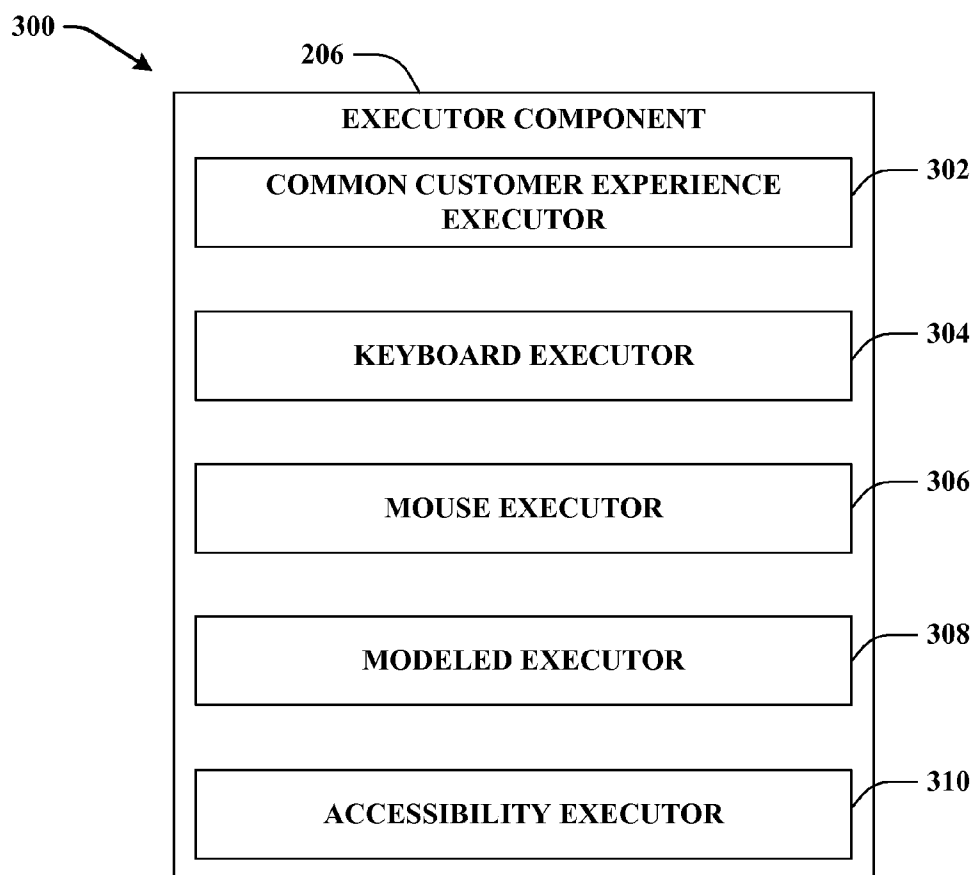 300
206
EXECUTOR COMPONENT
COMMON CUSTOMER EXPERIENCE
EXECUTOR
302
KEYBOARD EXECUTOR
304
MOUSE EXECUTOR
306
MODELED EXECUTOR
308
ACCESSIBILITY EXECUTOR
310